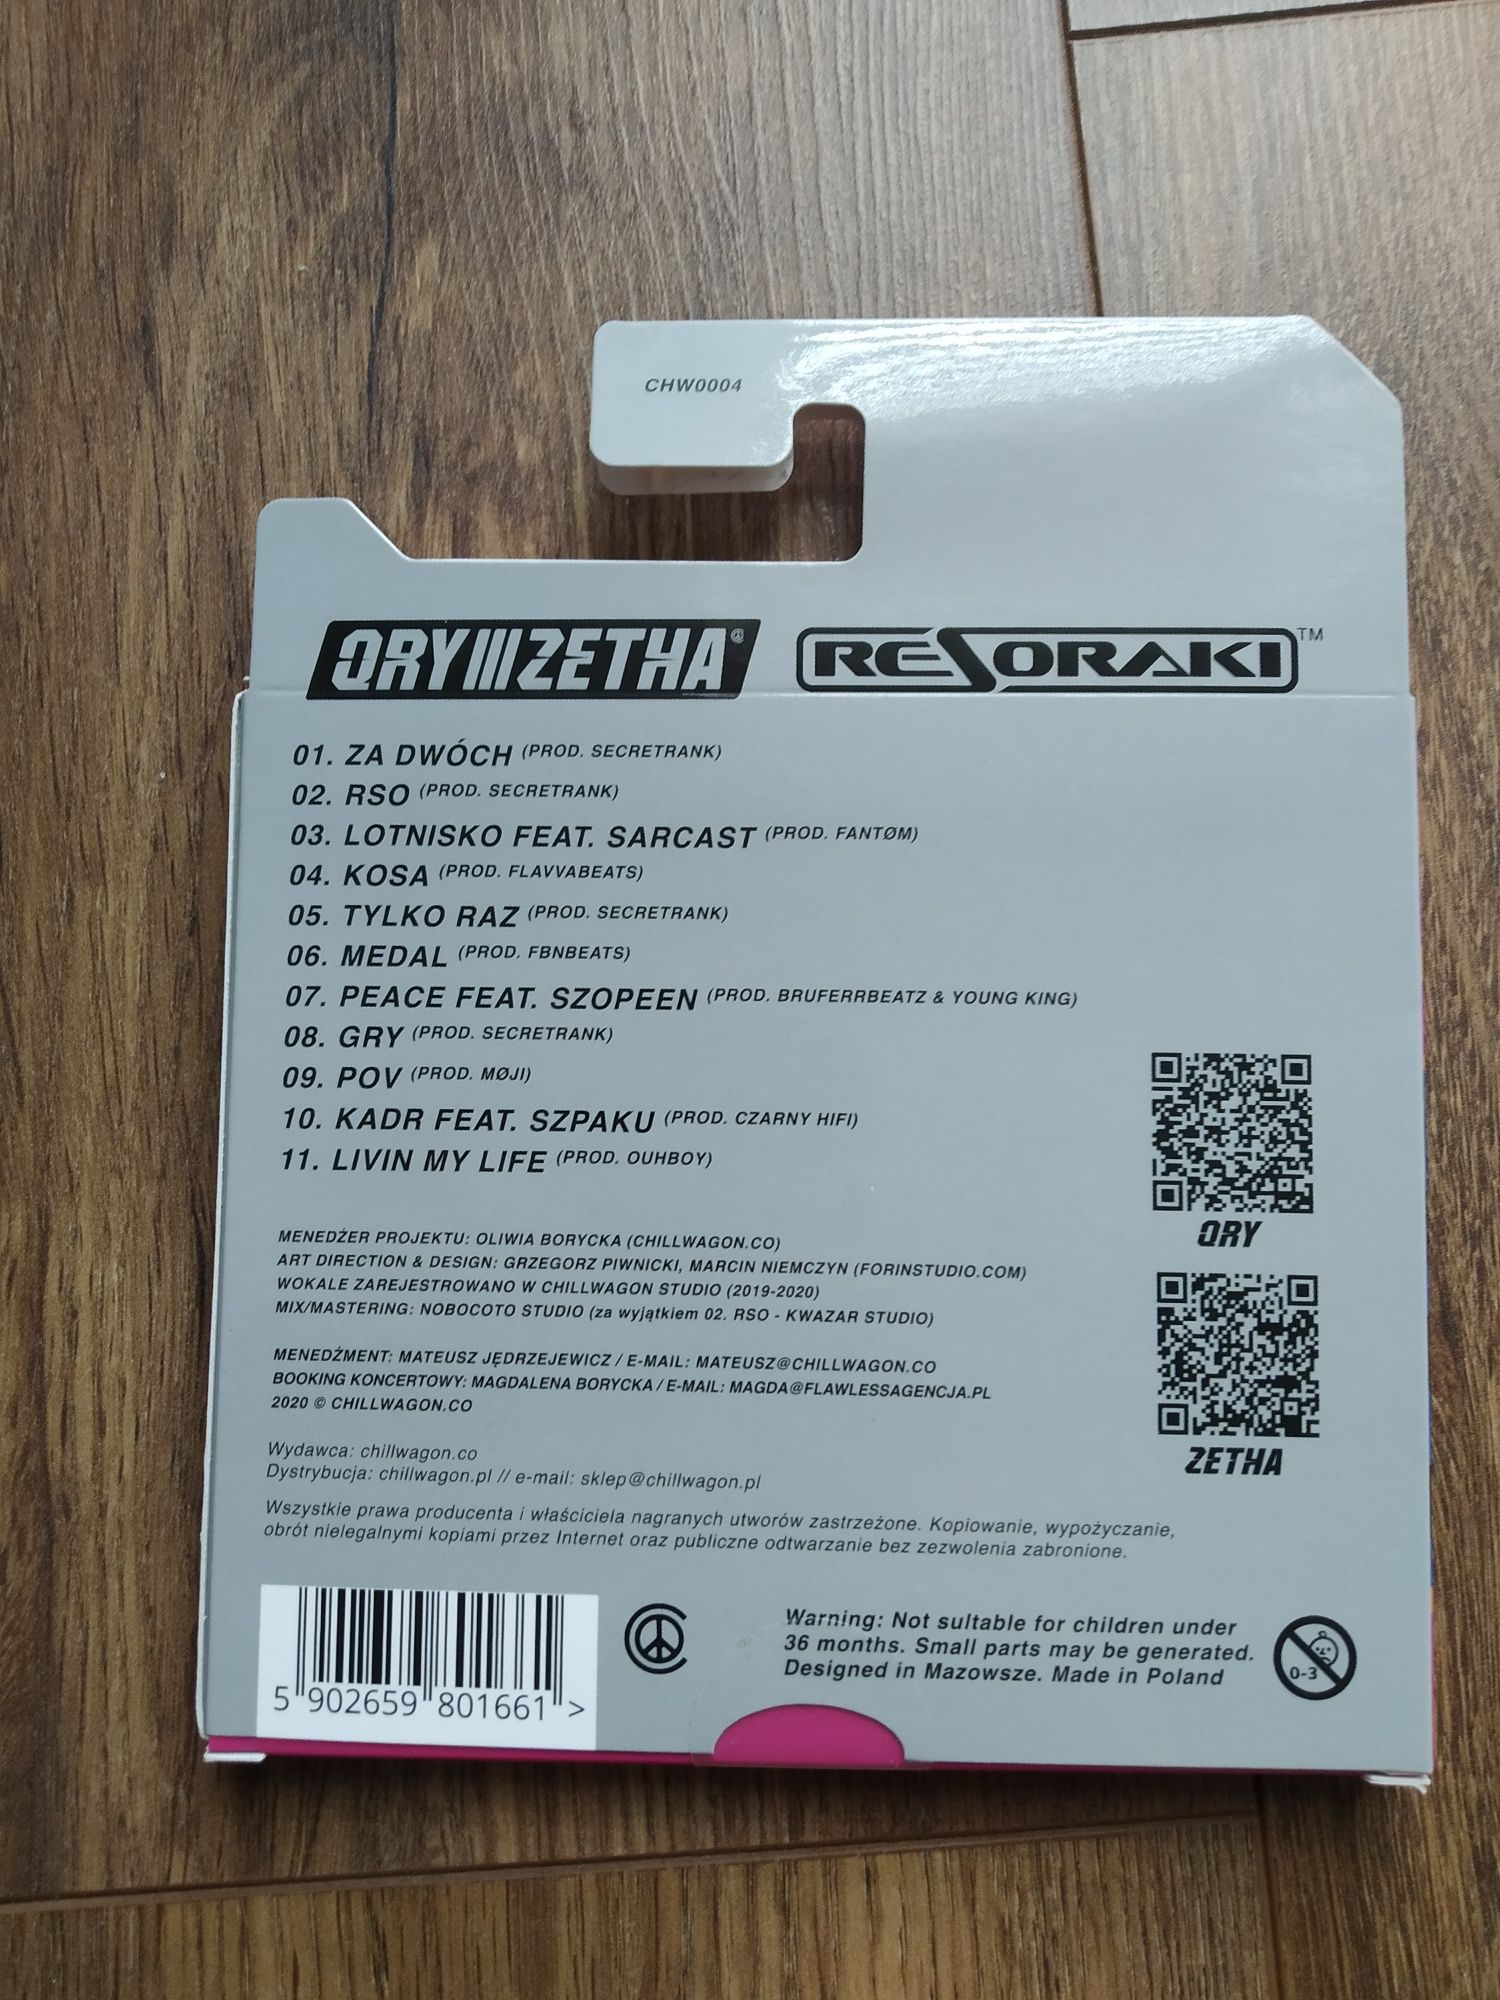 CHW0004
QRY///ZETHA
RESORAKI™
01. ZA DWÓCH (PROD. SECRETRANK)
02. RSO (PROD. SECRETRANK)
03. LOTNISKO FEAT. SARCAST (PROD. FANTØM)
04. KOSA (PROD. FLAVVABEATS)
05. TYLKO RAZ (PROD. SECRETRANK)
06. MEDAL (PROD. FBNBEATS)
07. PEACE FEAT. SZOPEEN (PROD. BRUFERRBEATZ & YOUNG KING)
08. GRY (PROD. SECRETRANK)
09. POV (PROD. MØJI)
10. KADR FEAT. SZPAKU (PROD. CZARNY HIFI)
11. LIVIN MY LIFE (PROD. OUHBOY)
QRY
ZETHA
MENEDŻER PROJEKTU: OLIWIA BORYCKA (CHILLWAGON.CO)
ART DIRECTION & DESIGN: GRZEGORZ PIWNICKI, MARCIN NIEMCZYN (FORINSTUDIO.COM)
WOKALE ZAREJESTROWANO W CHILLWAGON STUDIO (2019-2020)
MIX/MASTERING: NOBOCOTO STUDIO (za wyjątkiem 02. RSO - KWAZAR STUDIO)
MENEDŻMENT: MATEUSZ JĘDRZEJEWICZ / E-MAIL: MATEUSZ@CHILLWAGON.CO
BOOKING KONCERTOWY: MAGDALENA BORYCKA / E-MAIL: MAGDA@FLAWLESSAGENCJA.PL
2020 © CHILLWAGON.CO
Wydawca: chillwagon.co
Dystrybucja: chillwagon.pl // e-mail: sklep@chillwagon.pl
Wszystkie prawa producenta i właściciela nagranych utworów zastrzeżone. Kopiowanie, wypożyczanie,
obrót nielegalnymi kopiami przez Internet oraz publiczne odtwarzanie bez zezwolenia zabronione.
5 902659 801661 >
Warning: Not suitable for children under
36 months. Small parts may be generated.
Designed in Mazowsze. Made in Poland
0-3